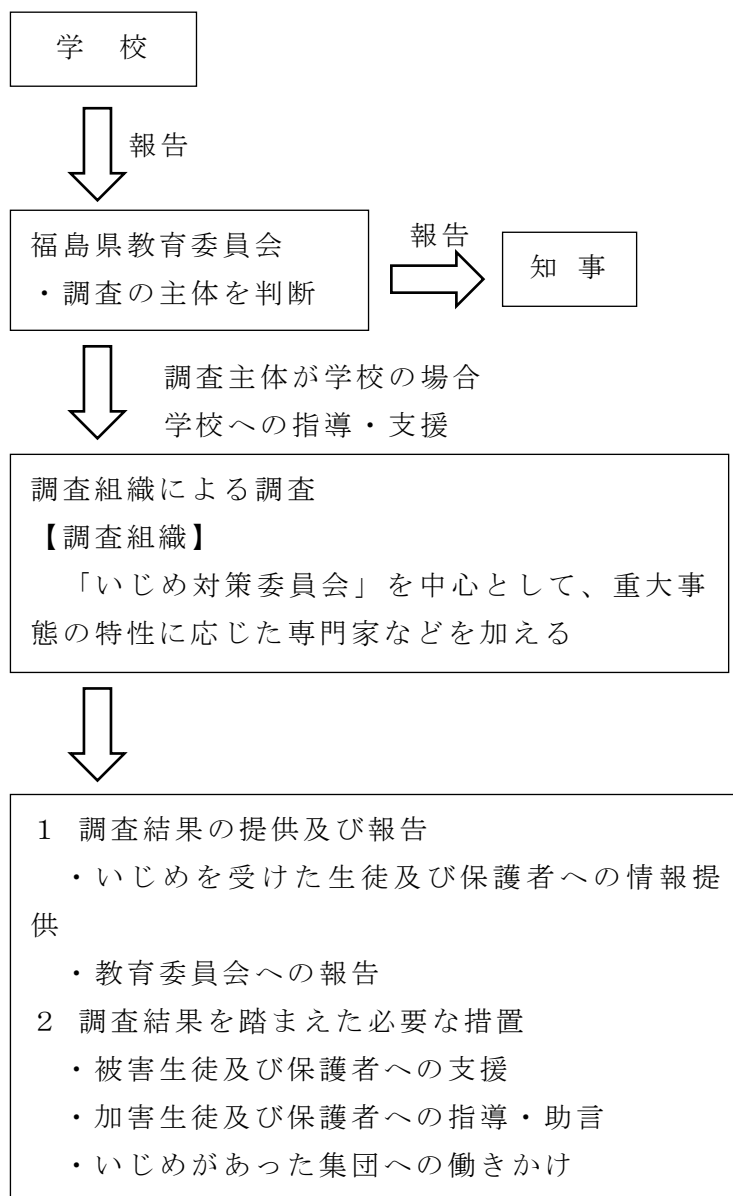 学 校
報告
福島県教育委員会
・調査の主体を判断
報告
知 事
調査主体が学校の場合
学校への指導・支援
調査組織による調査
【調査組織】
「いじめ対策委員会」を中心として、重大事
態の特性に応じた専門家などを加える
1 調査結果の提供及び報告
・いじめを受けた生徒及び保護者への情報提
供
・教育委員会への報告
2 調査結果を踏まえた必要な措置
・被害生徒及び保護者への支援
・加害生徒及び保護者への指導・助言
・いじめがあった集団への働きかけ